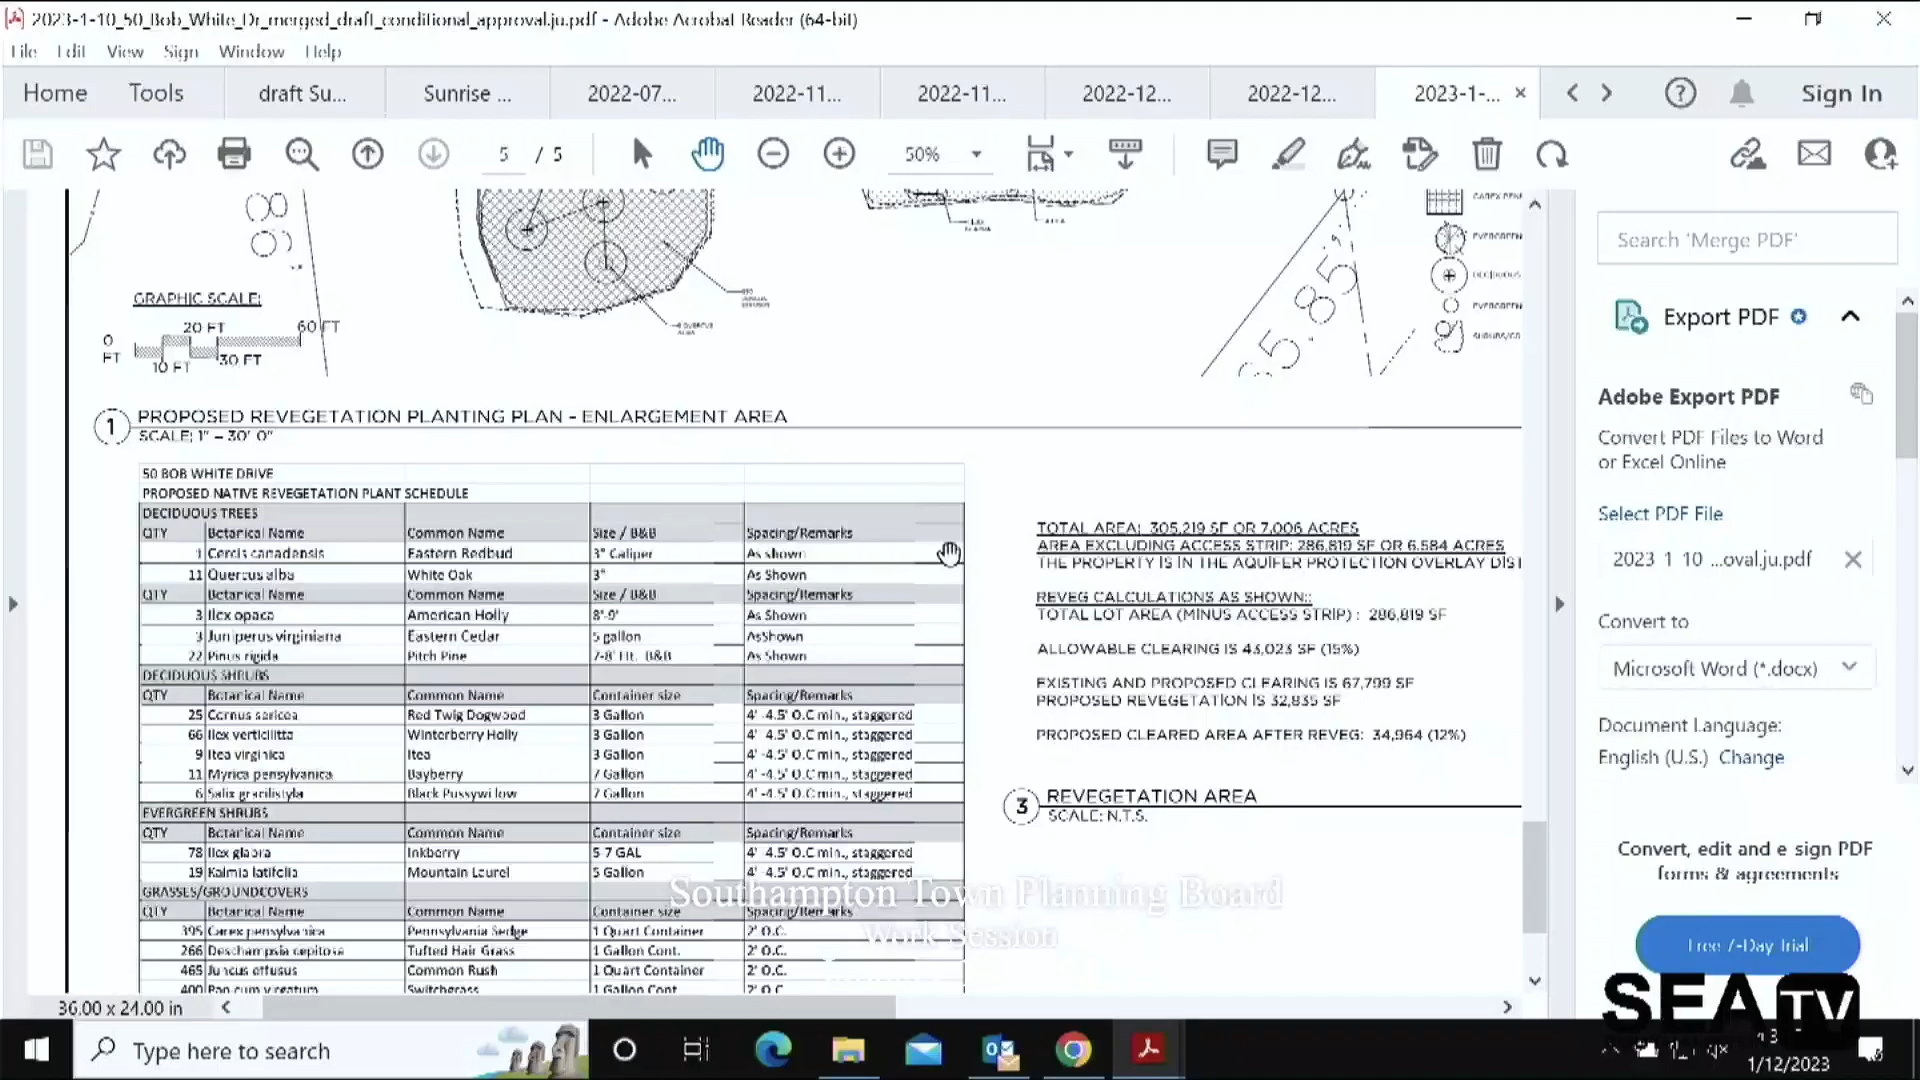 2023-1-10_50_Bob_White_Dr_merged_draft_conditional_approval.ju.pdf - Adobe Acrobat Reader (64-bit)
File Edit View Sign Window Help
Home Tools draft Su... Sunrise ... 2022-07... 2022-11... 2022-11... 2022-12... 2022-12... 2023-1-... Sign In
5 / 5 50%
GRAPHIC SCALE:
20 FT 60 FT
0 FT
10 FT 30 FT
85.85
EVERGREEN
DECIDUOUS
EVERGREEN
1 PROPOSED REVEGETATION PLANTING PLAN - ENLARGEMENT AREA
SCALE: 1" = 30' 0"
50 BOB WHITE DRIVE
PROPOSED NATIVE REVEGETATION PLANT SCHEDULE
DECIDUOUS TREES
QTY Botanical Name Common Name Size / B&B Spacing/Remarks
1 Cercis canadensis Eastern Redbud 3" Caliper As shown
11 Quercus alba White Oak 3" As Shown
QTY Botanical Name Common Name Size / B&B Spacing/Remarks
3 Ilex opaca American Holly 8'-9' As Shown
3 Juniperus virginiana Eastern Cedar 5 gallon AsShown
22 Pinus rigida Pitch Pine 7-8' Ht. B&B As Shown
DECIDUOUS SHRUBS
QTY Botanical Name Common Name Container size Spacing/Remarks
25 Cornus sericea Red Twig Dogwood 3 Gallon 4' -4.5' O.C min., staggered
66 Ilex verticillta Winterberry Holly 3 Gallon 4' -4.5' O.C min., staggered
9 Itea virginica Itea 3 Gallon 4' -4.5' O.C min., staggered
11 Myrica pensylvanica Bayberry 7 Gallon 4' -4.5' O.C min., staggered
6 Salix gracilistyla Black Pussywillow 7 Gallon 4' -4.5' O.C min., staggered
EVERGREEN SHRUBS
QTY Botanical Name Common Name Container size Spacing/Remarks
78 Ilex glabra Inkberry 5-7 GAL 4' -4.5' O.C min., staggered
19 Kalmia latifolia Mountain Laurel 5 Gallon 4' -4.5' O.C min., staggered
GRASSES/GROUNDCOVERS
QTY Botanical Name Common Name Container size Spacing/Remarks
395 Carex pensylvanica Pennsylvania Sedge 1 Quart Container 2' O.C.
266 Deschampsia cepitosa Tufted Hair Grass 1 Gallon Cont. 2' O.C.
465 Juncus effusus Common Rush 1 Quart Container 2' O.C.
400 Panicum virgatum Switchgrass 1 Gallon Cont. 2' O.C.
TOTAL AREA: 305,219 SF OR 7.006 ACRES
AREA EXCLUDING ACCESS STRIP: 286,819 SF OR 6.584 ACRES
THE PROPERTY IS IN THE AQUIFER PROTECTION OVERLAY DIST
REVEG CALCULATIONS AS SHOWN::
TOTAL LOT AREA (MINUS ACCESS STRIP) : 286,819 SF
ALLOWABLE CLEARING IS 43,023 SF (15%)
EXISTING AND PROPOSED CLEARING IS 67,799 SF
PROPOSED REVEGETATION IS 32,835 SF
PROPOSED CLEARED AREA AFTER REVEG: 34,964 (12%)
3 REVEGETATION AREA
SCALE: N.T.S.
Southampton Town Planning Board
Work Session
36.00 x 24.00 in
Search 'Merge PDF'
Export PDF
Adobe Export PDF
Convert PDF Files to Word
or Excel Online
Select PDF File
2023-1-10 ...oval.ju.pdf
Convert to
Microsoft Word (*.docx)
Document Language:
English (U.S.) Change
Convert, edit and e-sign PDF
forms & agreements
Free 7-Day Trial
SEA TV
Type here to search
1/12/2023